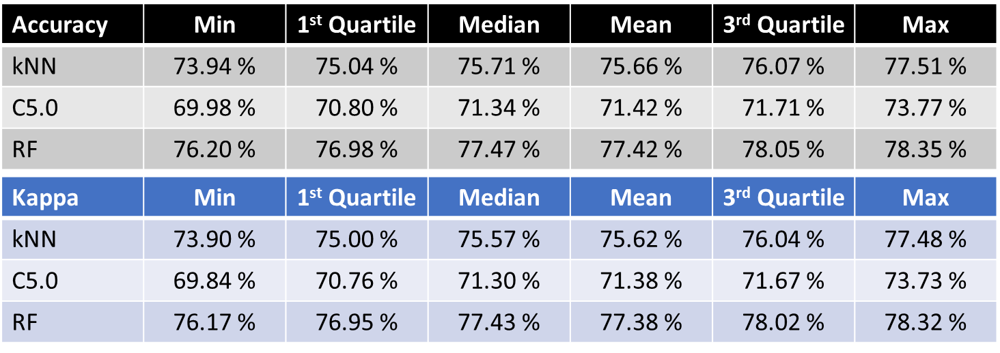 Accuracy Min 1st Quartile Median Mean 3rd Quartile Max
kNN 73.94 % 75.04 % 75.71 % 75.66 % 76.07 % 77.51 %
C5.0 69.98 % 70.80 % 71.34 % 71.42 % 71.71 % 73.77 %
RF 76.20 % 76.98 % 77.47 % 77.42 % 78.05 % 78.35 %
Kappa Min 1st Quartile Median Mean 3rd Quartile Max
kNN 73.90 % 75.00 % 75.57 % 75.62 % 76.04 % 77.48 %
C5.0 69.84 % 70.76 % 71.30 % 71.38 % 71.67 % 73.73 %
RF 76.17 % 76.95 % 77.43 % 77.38 % 78.02 % 78.32 %